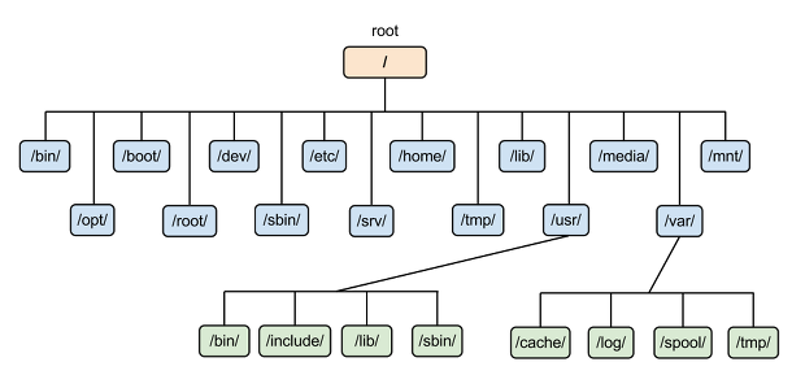 root
/
/bin/
/boot/
/dev/
/etc/
/home/
/lib/
/media/
/mnt/
/opt/
/root/
/sbin/
/srv/
/tmp/
/usr/
/var/
/bin/
/include/
/lib/
/sbin/
/cache/
/log/
/spool/
/tmp/